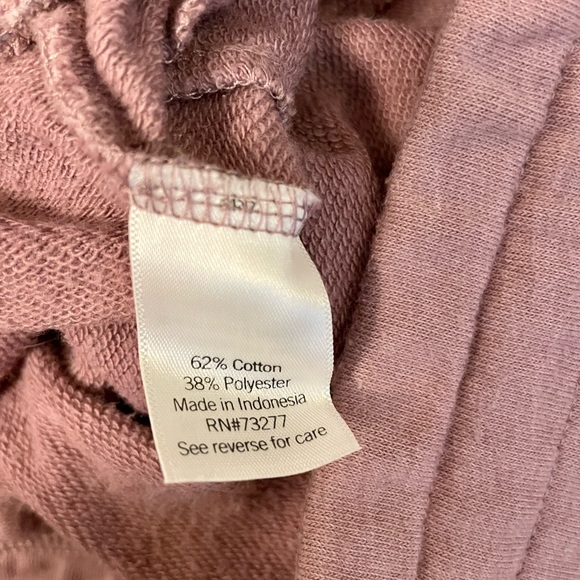 62% Cotton
38% Polyester
Made in Indonesia
RN#73277
See reverse for care